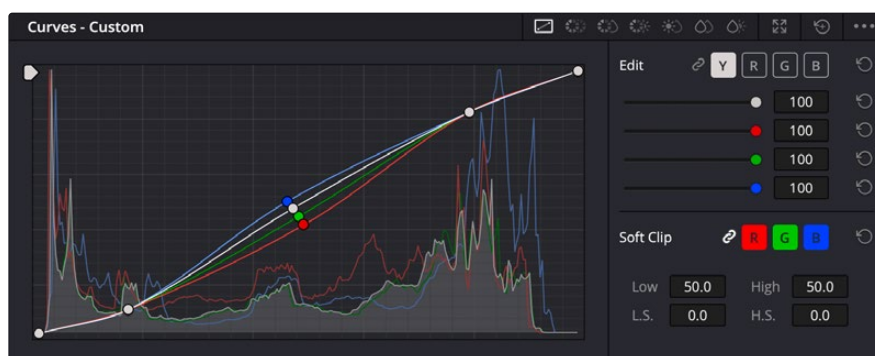 Curves - Custom
Edit Y R G B
100
100
100
100
Soft Clip R G B
Low 50.0 High 50.0
L.S. 0.0 H.S. 0.0